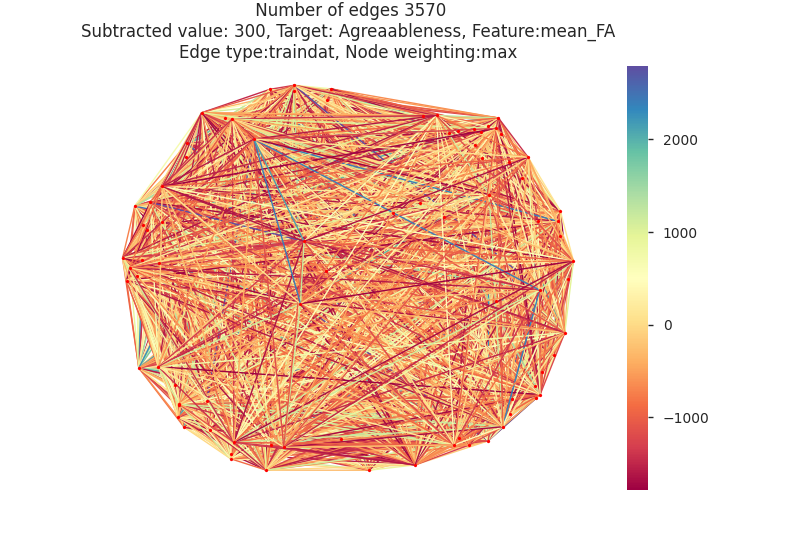 Number of edges 3570
Subtracted value: 300, Target: Agreaableness, Feature:mean_FA
Edge type:traindat, Node weighting:max
2000
1000
0
−1000